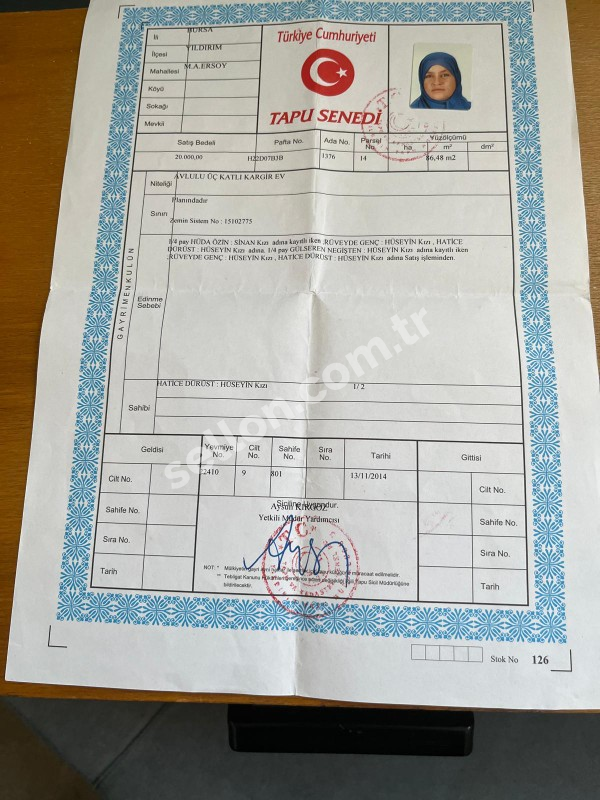 İli BURSA
İlçesi YILDIRIM
Mahallesi M.A.ERSOY
Köyü
Sokağı
Mevkii
Türkiye Cumhuriyeti
TAPU SENEDİ
Satış Bedeli Pafta No. Ada No. Parsel No. Yüzölçümü
ha m² dm²
20.000,00 H22D07B3B 1376 14 86,48 m2
GAYRİMENKULÜN
Niteliği AVLULU ÜÇ KATLI KARGİR EV
Sınırı Planındadır
Zemin Sistem No : 15102775
Edinme Sebebi
1/4 pay HÜDA ÖZİN : SİNAN Kızı adına kayıtlı iken ;RÜVEYDE GENÇ : HÜSEYİN Kızı , HATİCE
DÜRÜST : HÜSEYİN Kızı adına, 1/4 pay GÜLSEREN NEGİŞTEN : HÜSEYİN Kızı adına kayıtlı iken
;RÜVEYDE GENÇ : HÜSEYİN Kızı , HATİCE DÜRÜST : HÜSEYİN Kızı adına Satış işleminden.
Sahibi
HATİCE DÜRÜST : HÜSEYİN Kızı 1/ 2
sellon.com.tr
Geldisi Yevmiye No. Cilt No. Sahife No. Sıra No. Tarihi Gittisi
22410 9 801 13/11/2014
Cilt No. Cilt No.
Sahife No. Sahife No.
Sıra No. Sıra No.
Tarih Tarih
Siciline Uygundur.
Aysun KIRGÖZ
Yetkili Müdür Yardımcısı
T.C.
NOT: *
** Tebligat Kanunu
bildirilecektir.
Stok No 126